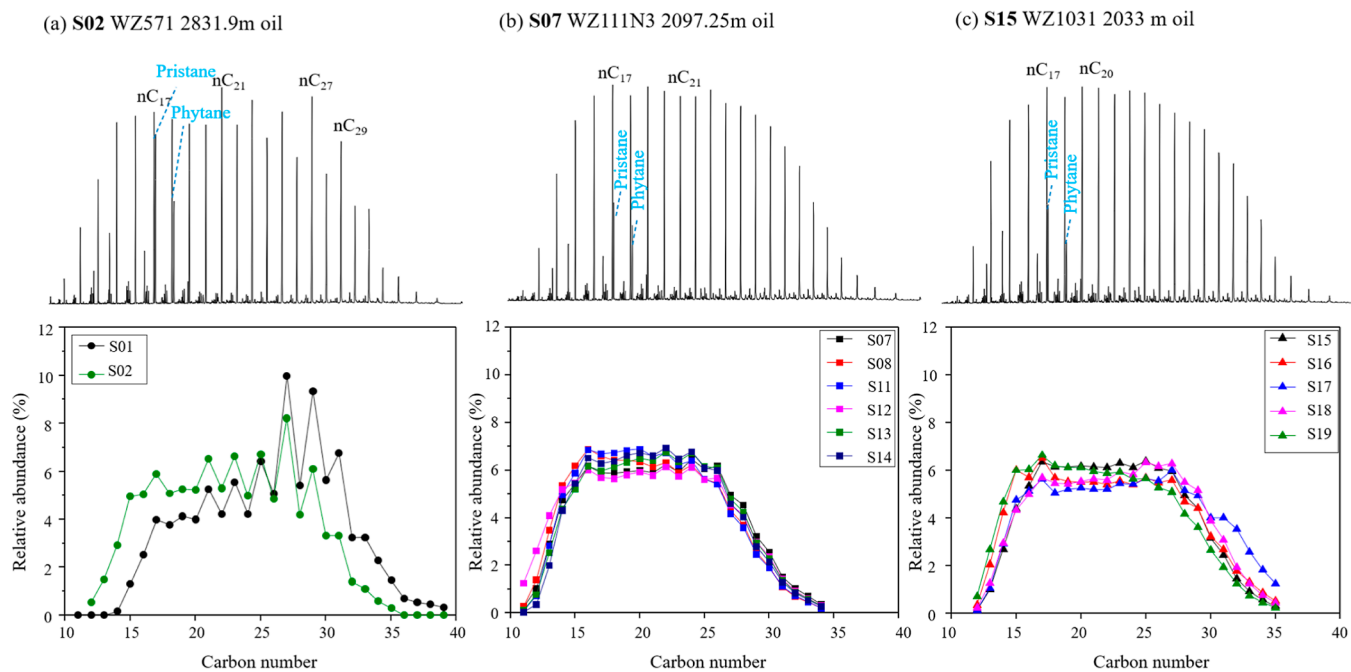 (a) S02 WZ571 2831.9m oil
Pristane
nC17
nC21
nC27
Phytane
nC29
12
10
8
6
4
2
0
Relative abundance (%)
S01
S02
10 15 20 25 30 35 40
Carbon number
(b) S07 WZ111N3 2097.25m oil
nC17
nC21
Pristane
Phytane
12
10
8
6
4
2
0
Relative abundance (%)
S07
S08
S11
S12
S13
S14
10 15 20 25 30 35 40
Carbon number
(c) S15 WZ1031 2033 m oil
nC17
nC20
Pristane
Phytane
12
10
8
6
4
2
0
Relative abundance (%)
S15
S16
S17
S18
S19
10 15 20 25 30 35 40
Carbon number